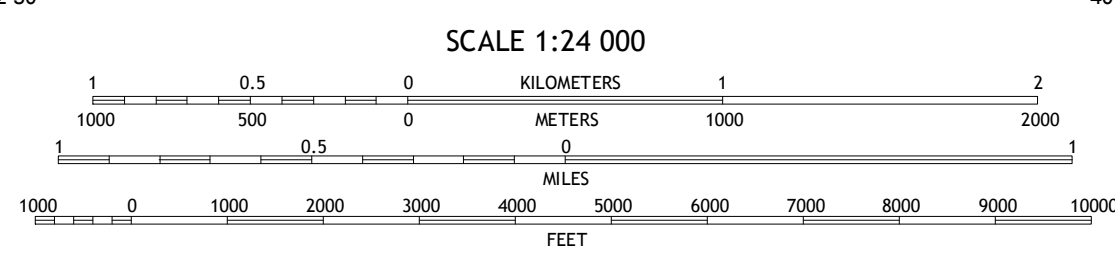 SCALE 1:24 000
1 0.5 0 KILOMETERS 1 2
1000 500 0 METERS 1000 2000
1 0.5 0 1
MILES
1000 0 1000 2000 3000 4000 5000 6000 7000 8000 9000 10000
FEET